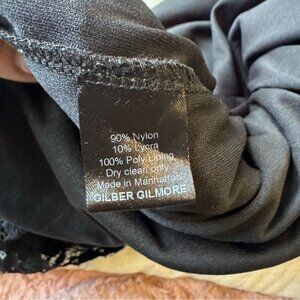 90% Nylon
10% Lycra
100% Poly Lining
Dry clean only
Made in Manhattan
GILBER GILMORE